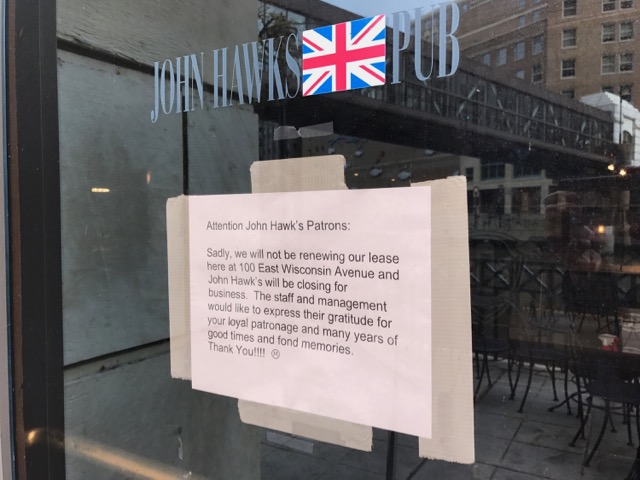 JOHN HAWKS PUB
Attention John Hawk's Patrons:
Sadly, we will not be renewing our lease
here at 100 East Wisconsin Avenue and
John Hawk's will be closing for
business. The staff and management
would like to express their gratitude for
your loyal patronage and many years of
good times and fond memories.
Thank You!!!! ☹